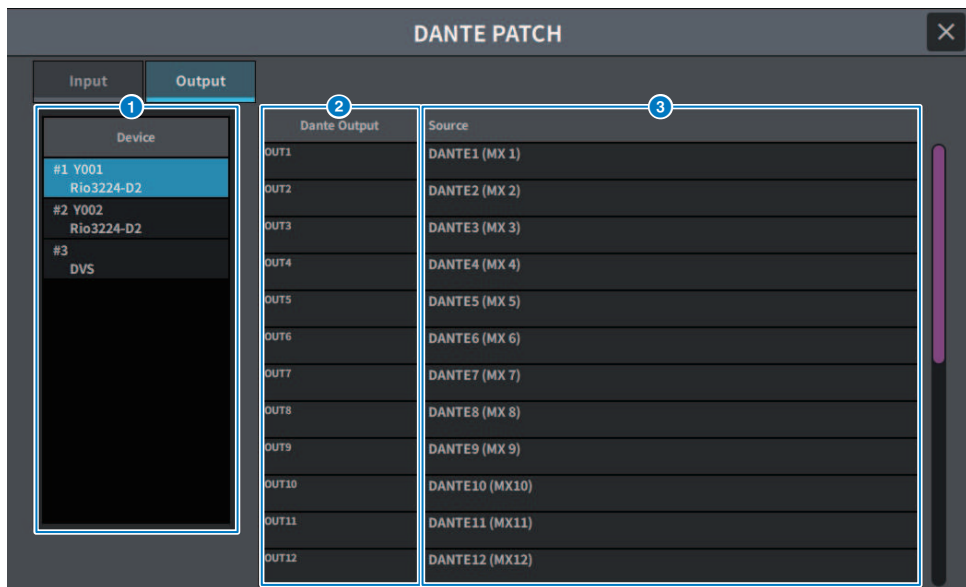 DANTE PATCH
Input
Output
1
2
3
Device
#1 Y001
Rio3224-D2
#2 Y002
Rio3224-D2
#3
DVS
Dante Output
Source
OUT1
DANTE1 (MX 1)
OUT2
DANTE2 (MX 2)
OUT3
DANTE3 (MX 3)
OUT4
DANTE4 (MX 4)
OUT5
DANTE5 (MX 5)
OUT6
DANTE6 (MX 6)
OUT7
DANTE7 (MX 7)
OUT8
DANTE8 (MX 8)
OUT9
DANTE9 (MX 9)
OUT10
DANTE10 (MX10)
OUT11
DANTE11 (MX11)
OUT12
DANTE12 (MX12)